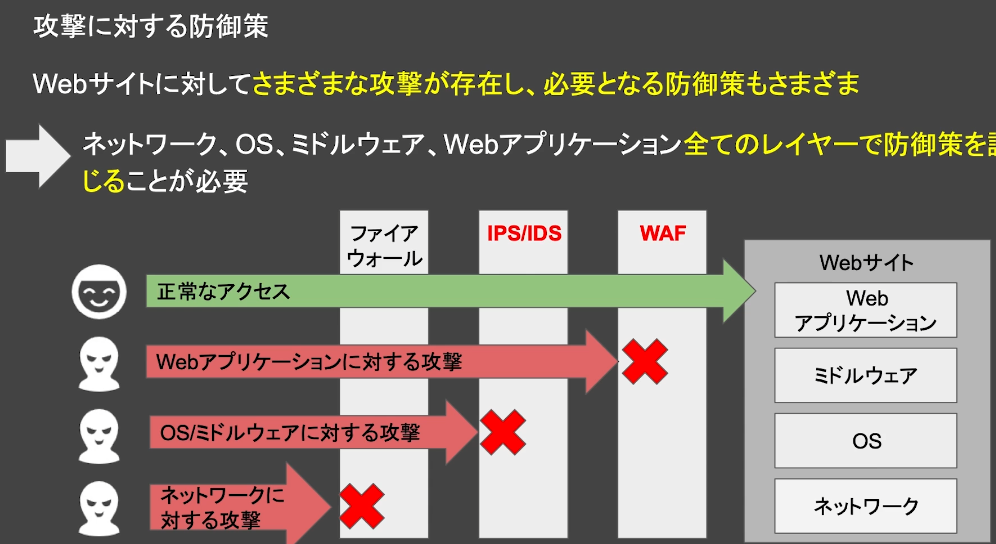 攻撃に対する防御策
Webサイトに対してさまざまな攻撃が存在し、必要となる防御策もさまざま
ネットワーク、OS、ミドルウェア、Webアプリケーション全てのレイヤーで防御策を
じることが必要
ファイア
ウォール
IPS/IDS
WAF
Webサイト
正常なアクセス
Web
アプリケーション
Webアプリケーションに対する攻撃
ミドルウェア
OS/ミドルウェアに対する攻撃
OS
ネットワークに
対する攻撃
ネットワーク